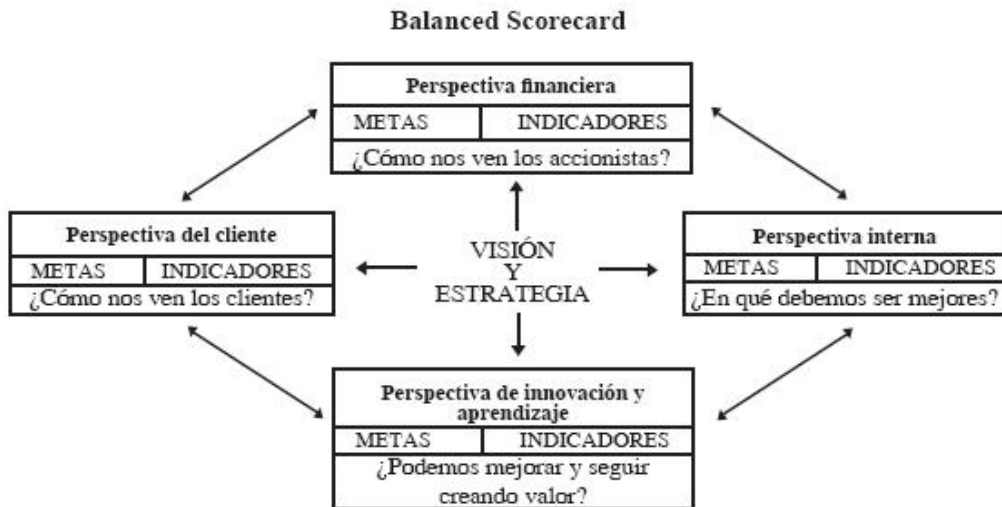 Balanced Scorecard
Perspectiva financiera
METAS INDICADORES
¿Cómo nos ven los accionistas?
Perspectiva del cliente
METAS INDICADORES
¿Cómo nos ven los clientes?
VISIÓN
Y
ESTRATEGIA
Perspectiva interna
METAS INDICADORES
¿En qué debemos ser mejores?
Perspectiva de innovación y
aprendizaje
METAS INDICADORES
¿Podemos mejorar y seguir
creando valor?